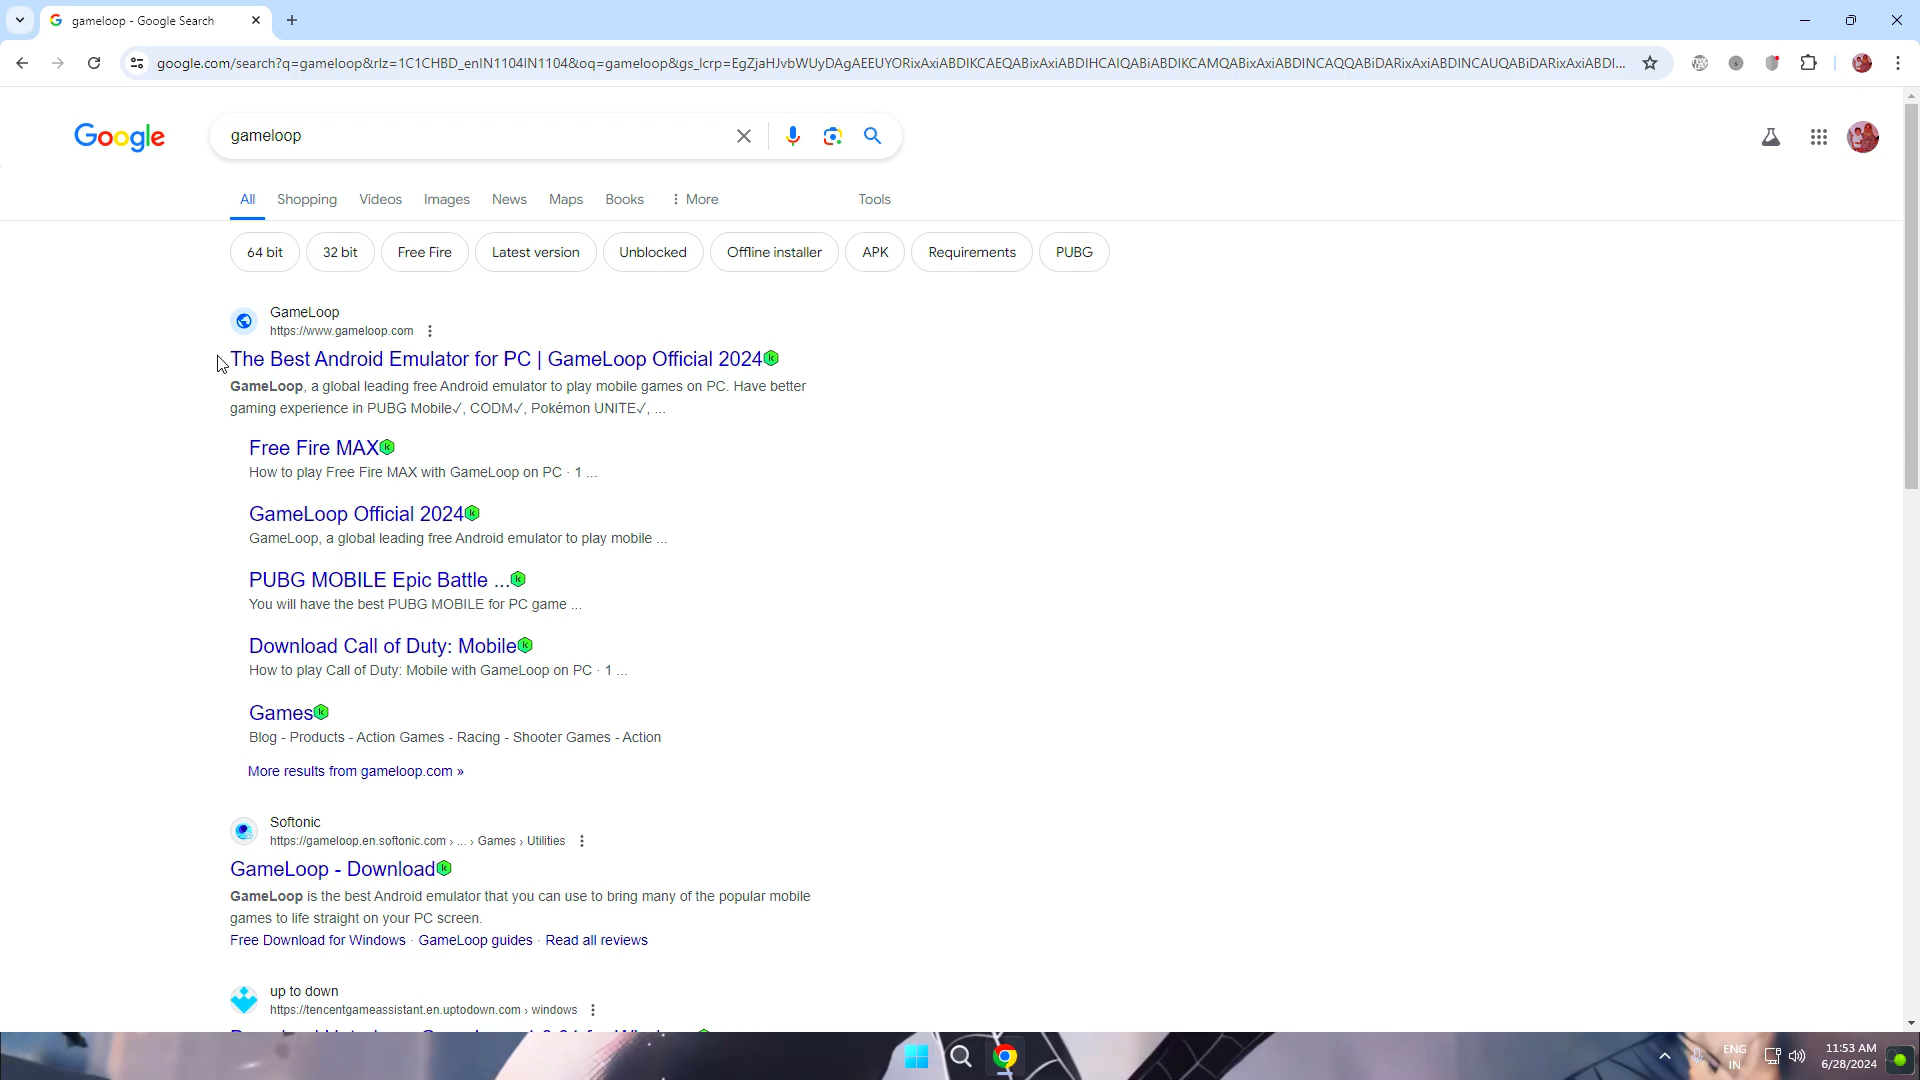 gameloop - Google Search
google.com/search?q=gameloop&rlz=1C1CHBD_enIN1104IN1104&oq=gameloop&gs_lcrp=EgZjaHJvbWUyDAgAEEUYORixAxiABDIKCAEQABixAxiABDIHCAIQABiABDIKCAMQABixAxiABDINCAQQABiDARixAxiABDINCAUQABiDARixAxiABDI...
Google
gameloop
All Shopping Videos Images News Maps Books More Tools
64 bit 32 bit Free Fire Latest version Unblocked Offline installer APK Requirements PUBG
GameLoop
https://www.gameloop.com
The Best Android Emulator for PC | GameLoop Official 2024
GameLoop, a global leading free Android emulator to play mobile games on PC. Have better
gaming experience in PUBG Mobile✓, CODM✓, Pokémon UNITE✓, ...
Free Fire MAX
How to play Free Fire MAX with GameLoop on PC · 1 ...
GameLoop Official 2024
GameLoop, a global leading free Android emulator to play mobile ...
PUBG MOBILE Epic Battle ...
You will have the best PUBG MOBILE for PC game ...
Download Call of Duty: Mobile
How to play Call of Duty: Mobile with GameLoop on PC · 1 ...
Games
Blog - Products - Action Games - Racing - Shooter Games - Action
More results from gameloop.com »
Softonic
https://gameloop.en.softonic.com › ... › Games › Utilities
GameLoop - Download
GameLoop is the best Android emulator that you can use to bring many of the popular mobile
games to life straight on your PC screen.
Free Download for Windows · GameLoop guides · Read all reviews
up to down
https://tencentgameassistant.en.uptodown.com › windows
ENG
IN
11:53 AM
6/28/2024